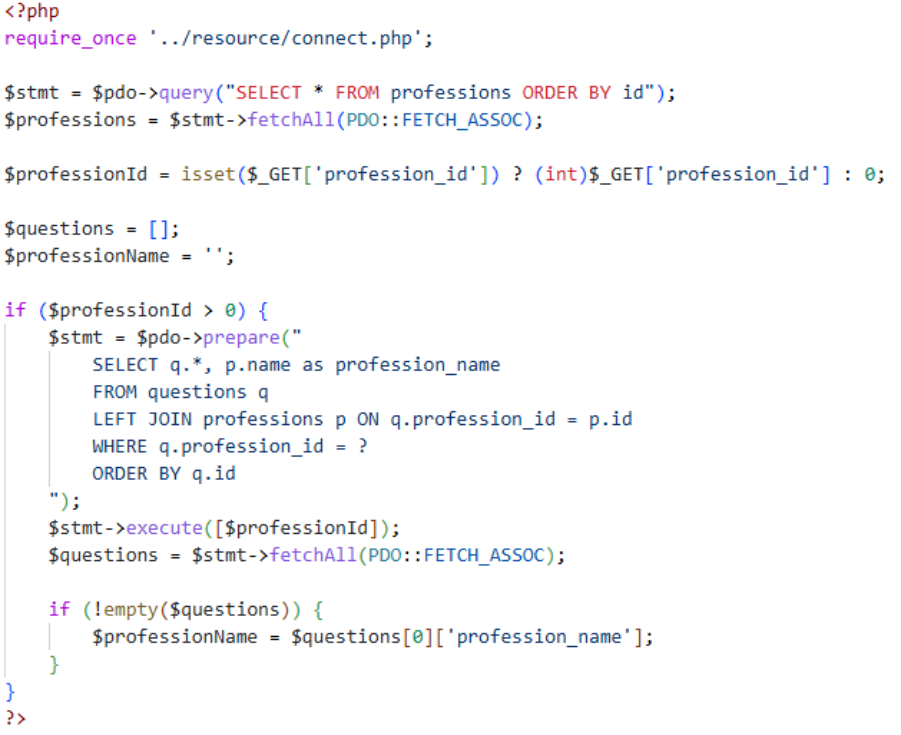 <?php
require_once '../resource/connect.php';
$stmt = $pdo->query("SELECT * FROM professions ORDER BY id");
$professions = $stmt->fetchAll(PDO::FETCH_ASSOC);
$professionId = isset($_GET['profession_id']) ? (int)$_GET['profession_id'] : 0;
$questions = [];
$professionName = '';
if ($professionId > 0) {
    $stmt = $pdo->prepare("
        SELECT q.*, p.name as profession_name
        FROM questions q
        LEFT JOIN professions p ON q.profession_id = p.id
        WHERE q.profession_id = ?
        ORDER BY q.id
    ");
    $stmt->execute([$professionId]);
    $questions = $stmt->fetchAll(PDO::FETCH_ASSOC);
    if (!empty($questions)) {
        $professionName = $questions[0]['profession_name'];
    }
}
?>